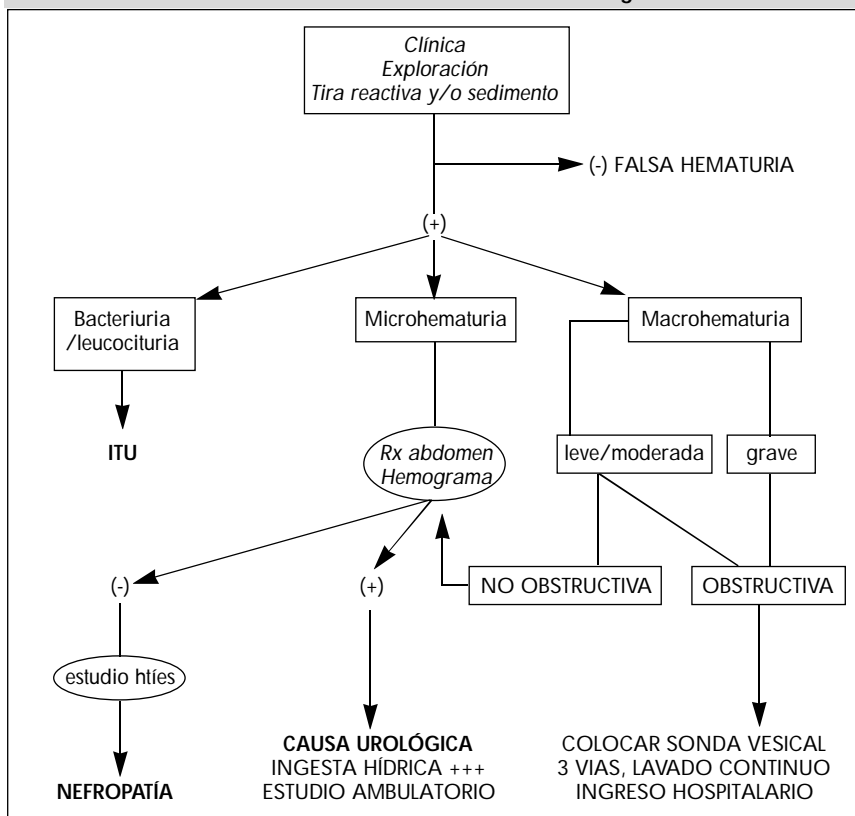 Clínica
Exploración
Tira reactiva y/o sedimento
(-) FALSA HEMATURIA
(+)
Bacteriuria
/leucocituria
Microhematuria
Macrohematuria
ITU
Rx abdomen
Hemograma
leve/moderada
grave
(-)
(+)
NO OBSTRUCTIVA
OBSTRUCTIVA
estudio htíes
NEFROPATÍA
CAUSA UROLÓGICA
INGESTA HÍDRICA +++
ESTUDIO AMBULATORIO
COLOCAR SONDA VESICAL
3 VIAS, LAVADO CONTINUO
INGRESO HOSPITALARIO